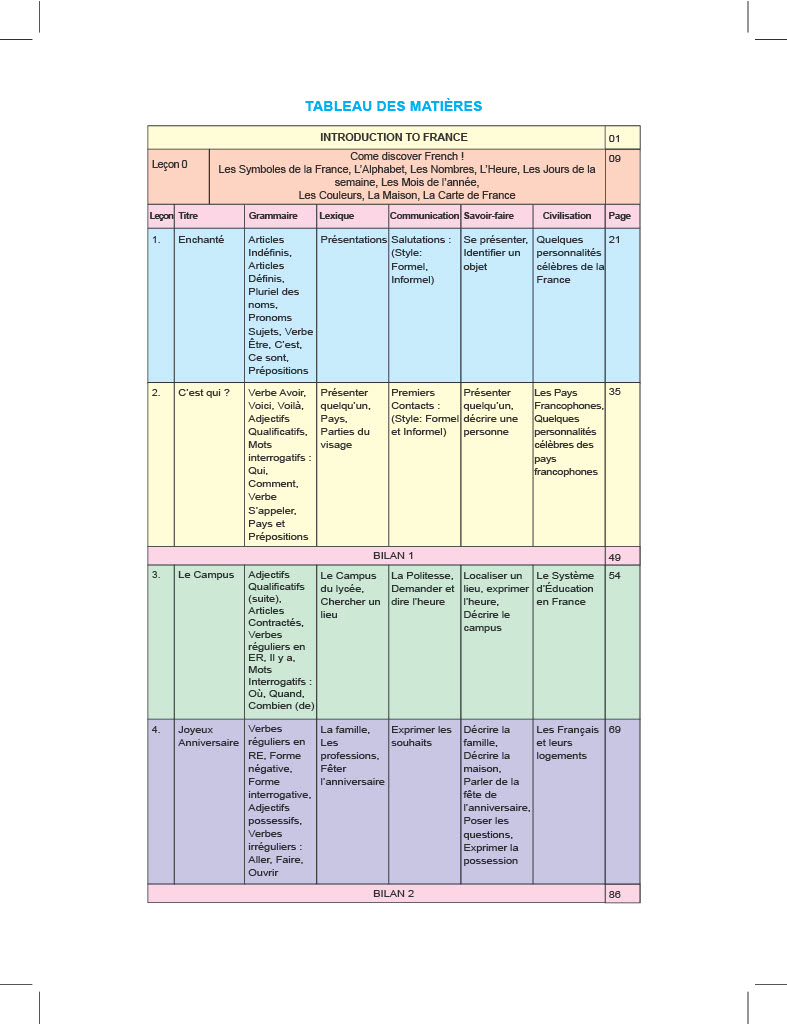 TABLEAU DES MATIÈRES
INTRODUCTION TO FRANCE 01
Leçon 0
Come discover French !
Les Symboles de la France, L'Alphabet, Les Nombres, L'Heure, Les Jours de la
semaine, Les Mois de l'année,
Les Couleurs, La Maison, La Carte de France
09
Leçon Titre Grammaire Lexique Communication Savoir-faire Civilisation Page
1.
Enchanté
Articles
Indéfinis,
Articles
Définis,
Pluriel des
noms,
Pronoms
Sujets, Verbe
Être, C'est,
Ce sont,
Prépositions
Présentations
Salutations :
(Style:
Formel,
Informel)
Se présenter,
Identifier un
objet
Quelques
personnalités
célèbres de la
France
21
2.
C'est qui ?
Verbe Avoir,
Voici, Voilà,
Adjectifs
Qualificatifs,
Mots
interrogatifs :
Qui,
Comment,
Verbe
S'appeler,
Pays et
Prépositions
Présenter
quelqu'un,
Pays,
Parties du
visage
Premiers
Contacts :
(Style: Formel
et Informel)
Présenter
quelqu'un,
décrire une
personne
Les Pays
Francophones,
Quelques
personnalités
célèbres des
pays
francophones
35
BILAN 1 49
3.
Le Campus
Adjectifs
Qualificatifs
(suite),
Articles
Contractés,
Verbes
réguliers en
ER, Il y a,
Mots
Interrogatifs :
Où, Quand,
Combien (de)
Le Campus
du lycée,
Chercher un
lieu
La Politesse,
Demander et
dire l'heure
Localiser un
lieu, exprimer
l'heure,
Décrire le
campus
Le Système
d'Éducation
en France
54
4.
Joyeux
Anniversaire
Verbes
réguliers en
RE, Forme
négative,
Forme
interrogative,
Adjectifs
possessifs,
Verbes
irréguliers :
Aller, Faire,
Ouvrir
La famille,
Les
professions,
Fêter
l'anniversaire
Exprimer les
souhaits
Décrire la
famille,
Décrire la
maison,
Parler de la
fête de
l'anniversaire,
Poser les
questions,
Exprimer la
possession
Les Français
et leurs
logements
69
BILAN 2 86